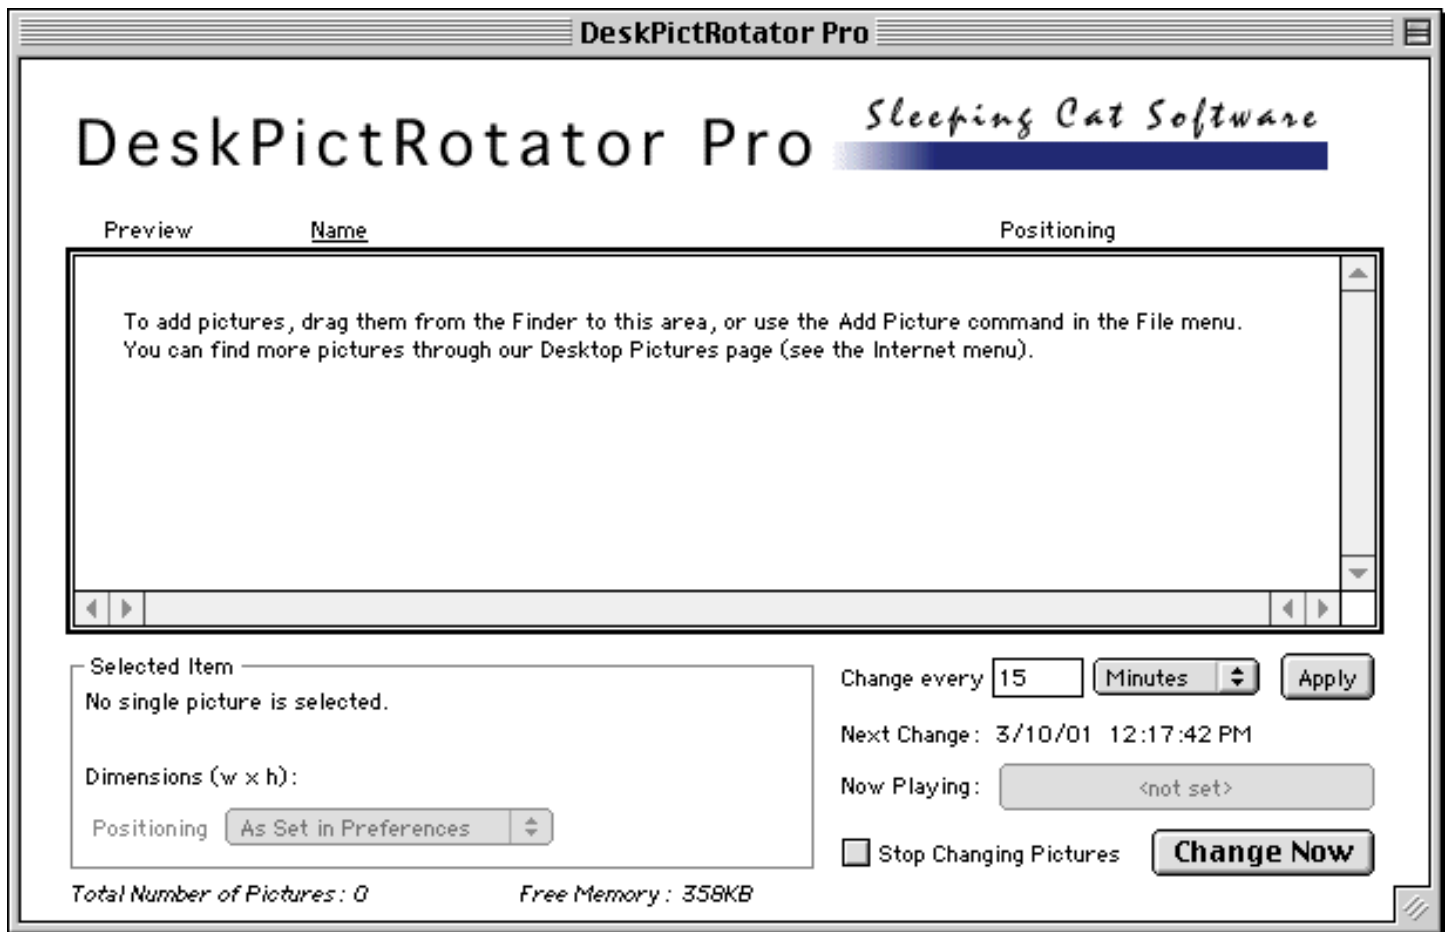 DeskPictRotator Pro
DeskPictRotator Pro
Sleeping Cat Software
Preview Name Positioning
To add pictures, drag them from the Finder to this area, or use the Add Picture command in the File menu.
You can find more pictures through our Desktop Pictures page (see the Internet menu).
Selected Item
No single picture is selected.
Dimensions (w x h):
Positioning As Set in Preferences
Change every 15 Minutes Apply
Next Change: 3/10/01 12:17:42 PM
Now Playing: <not set>
Stop Changing Pictures Change Now
Total Number of Pictures: 0 Free Memory: 358KB